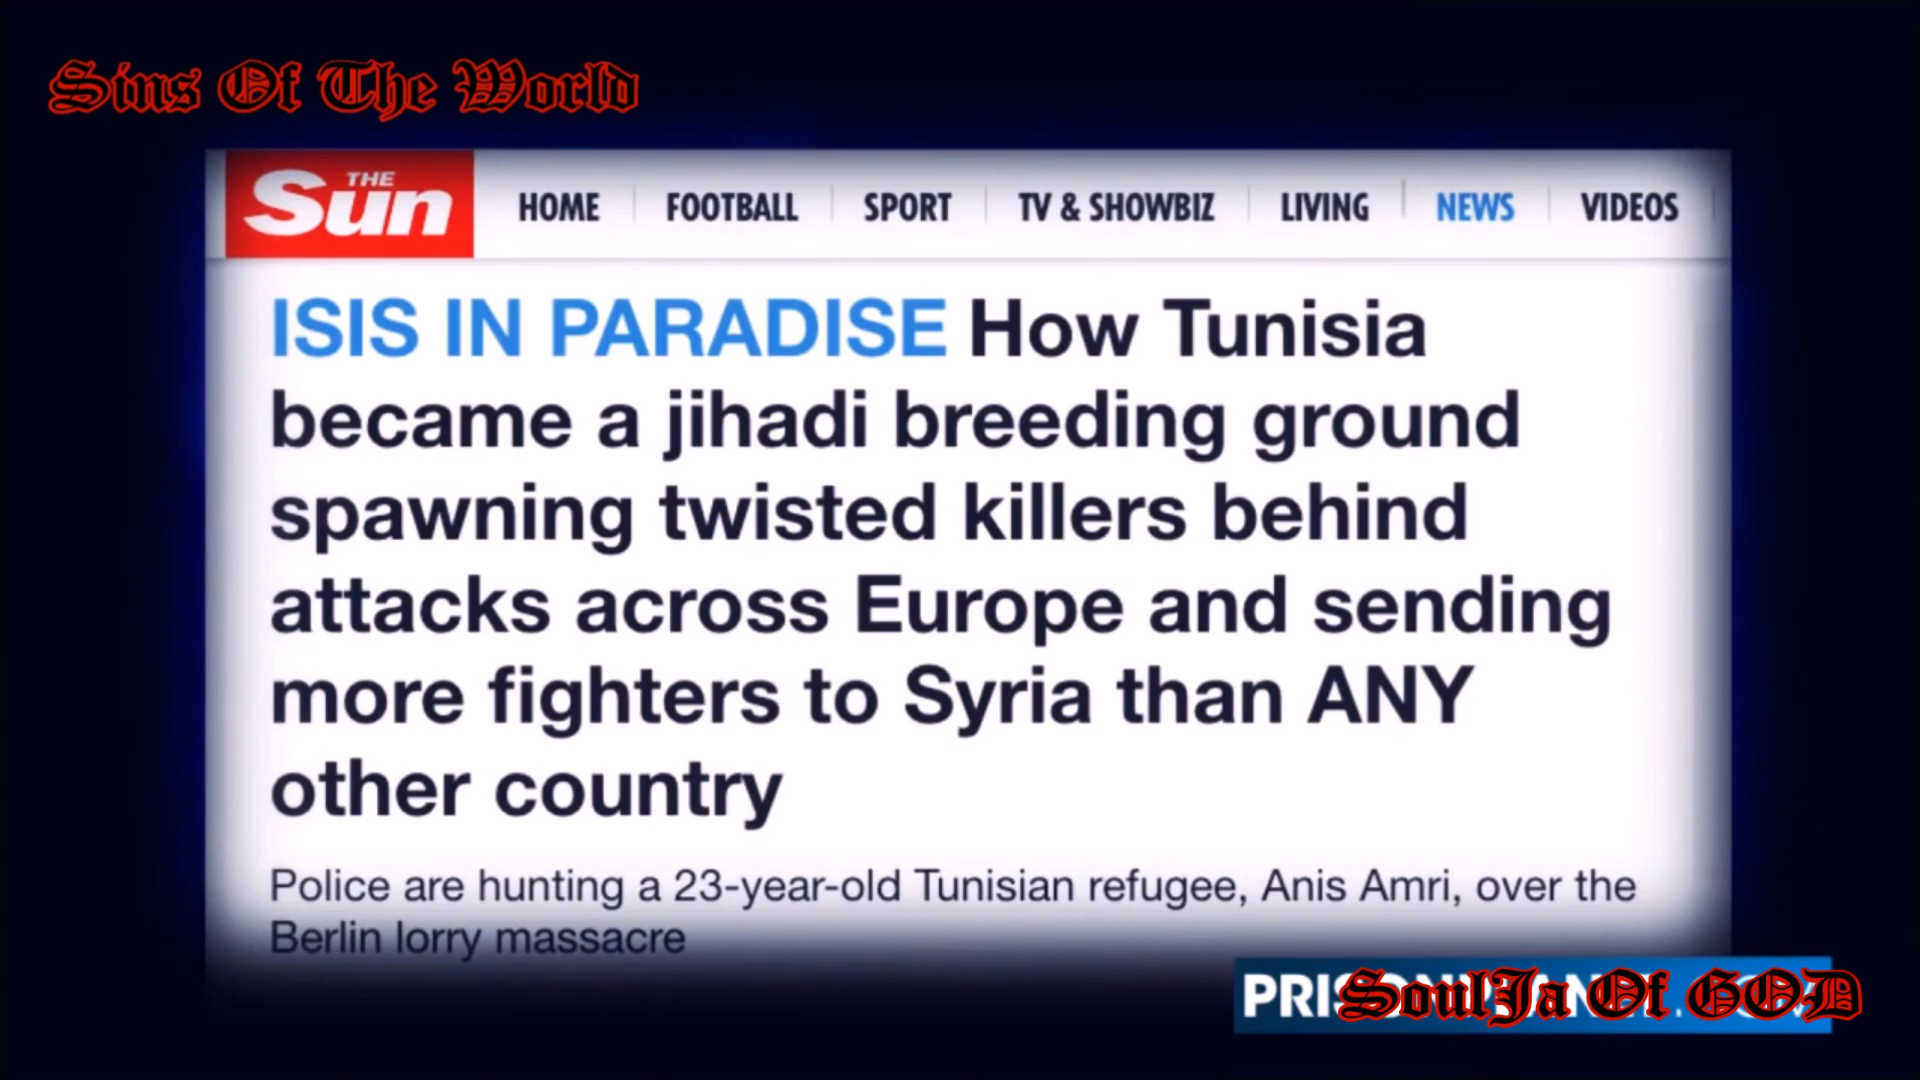 Sins Of The World
THE
Sun
HOME FOOTBALL SPORT TV & SHOWBIZ LIVING NEWS VIDEOS
ISIS IN PARADISE How Tunisia
became a jihadi breeding ground
spawning twisted killers behind
attacks across Europe and sending
more fighters to Syria than ANY
other country
Police are hunting a 23-year-old Tunisian refugee, Anis Amri, over the
Berlin lorry massacre
SoulJa Of GOD